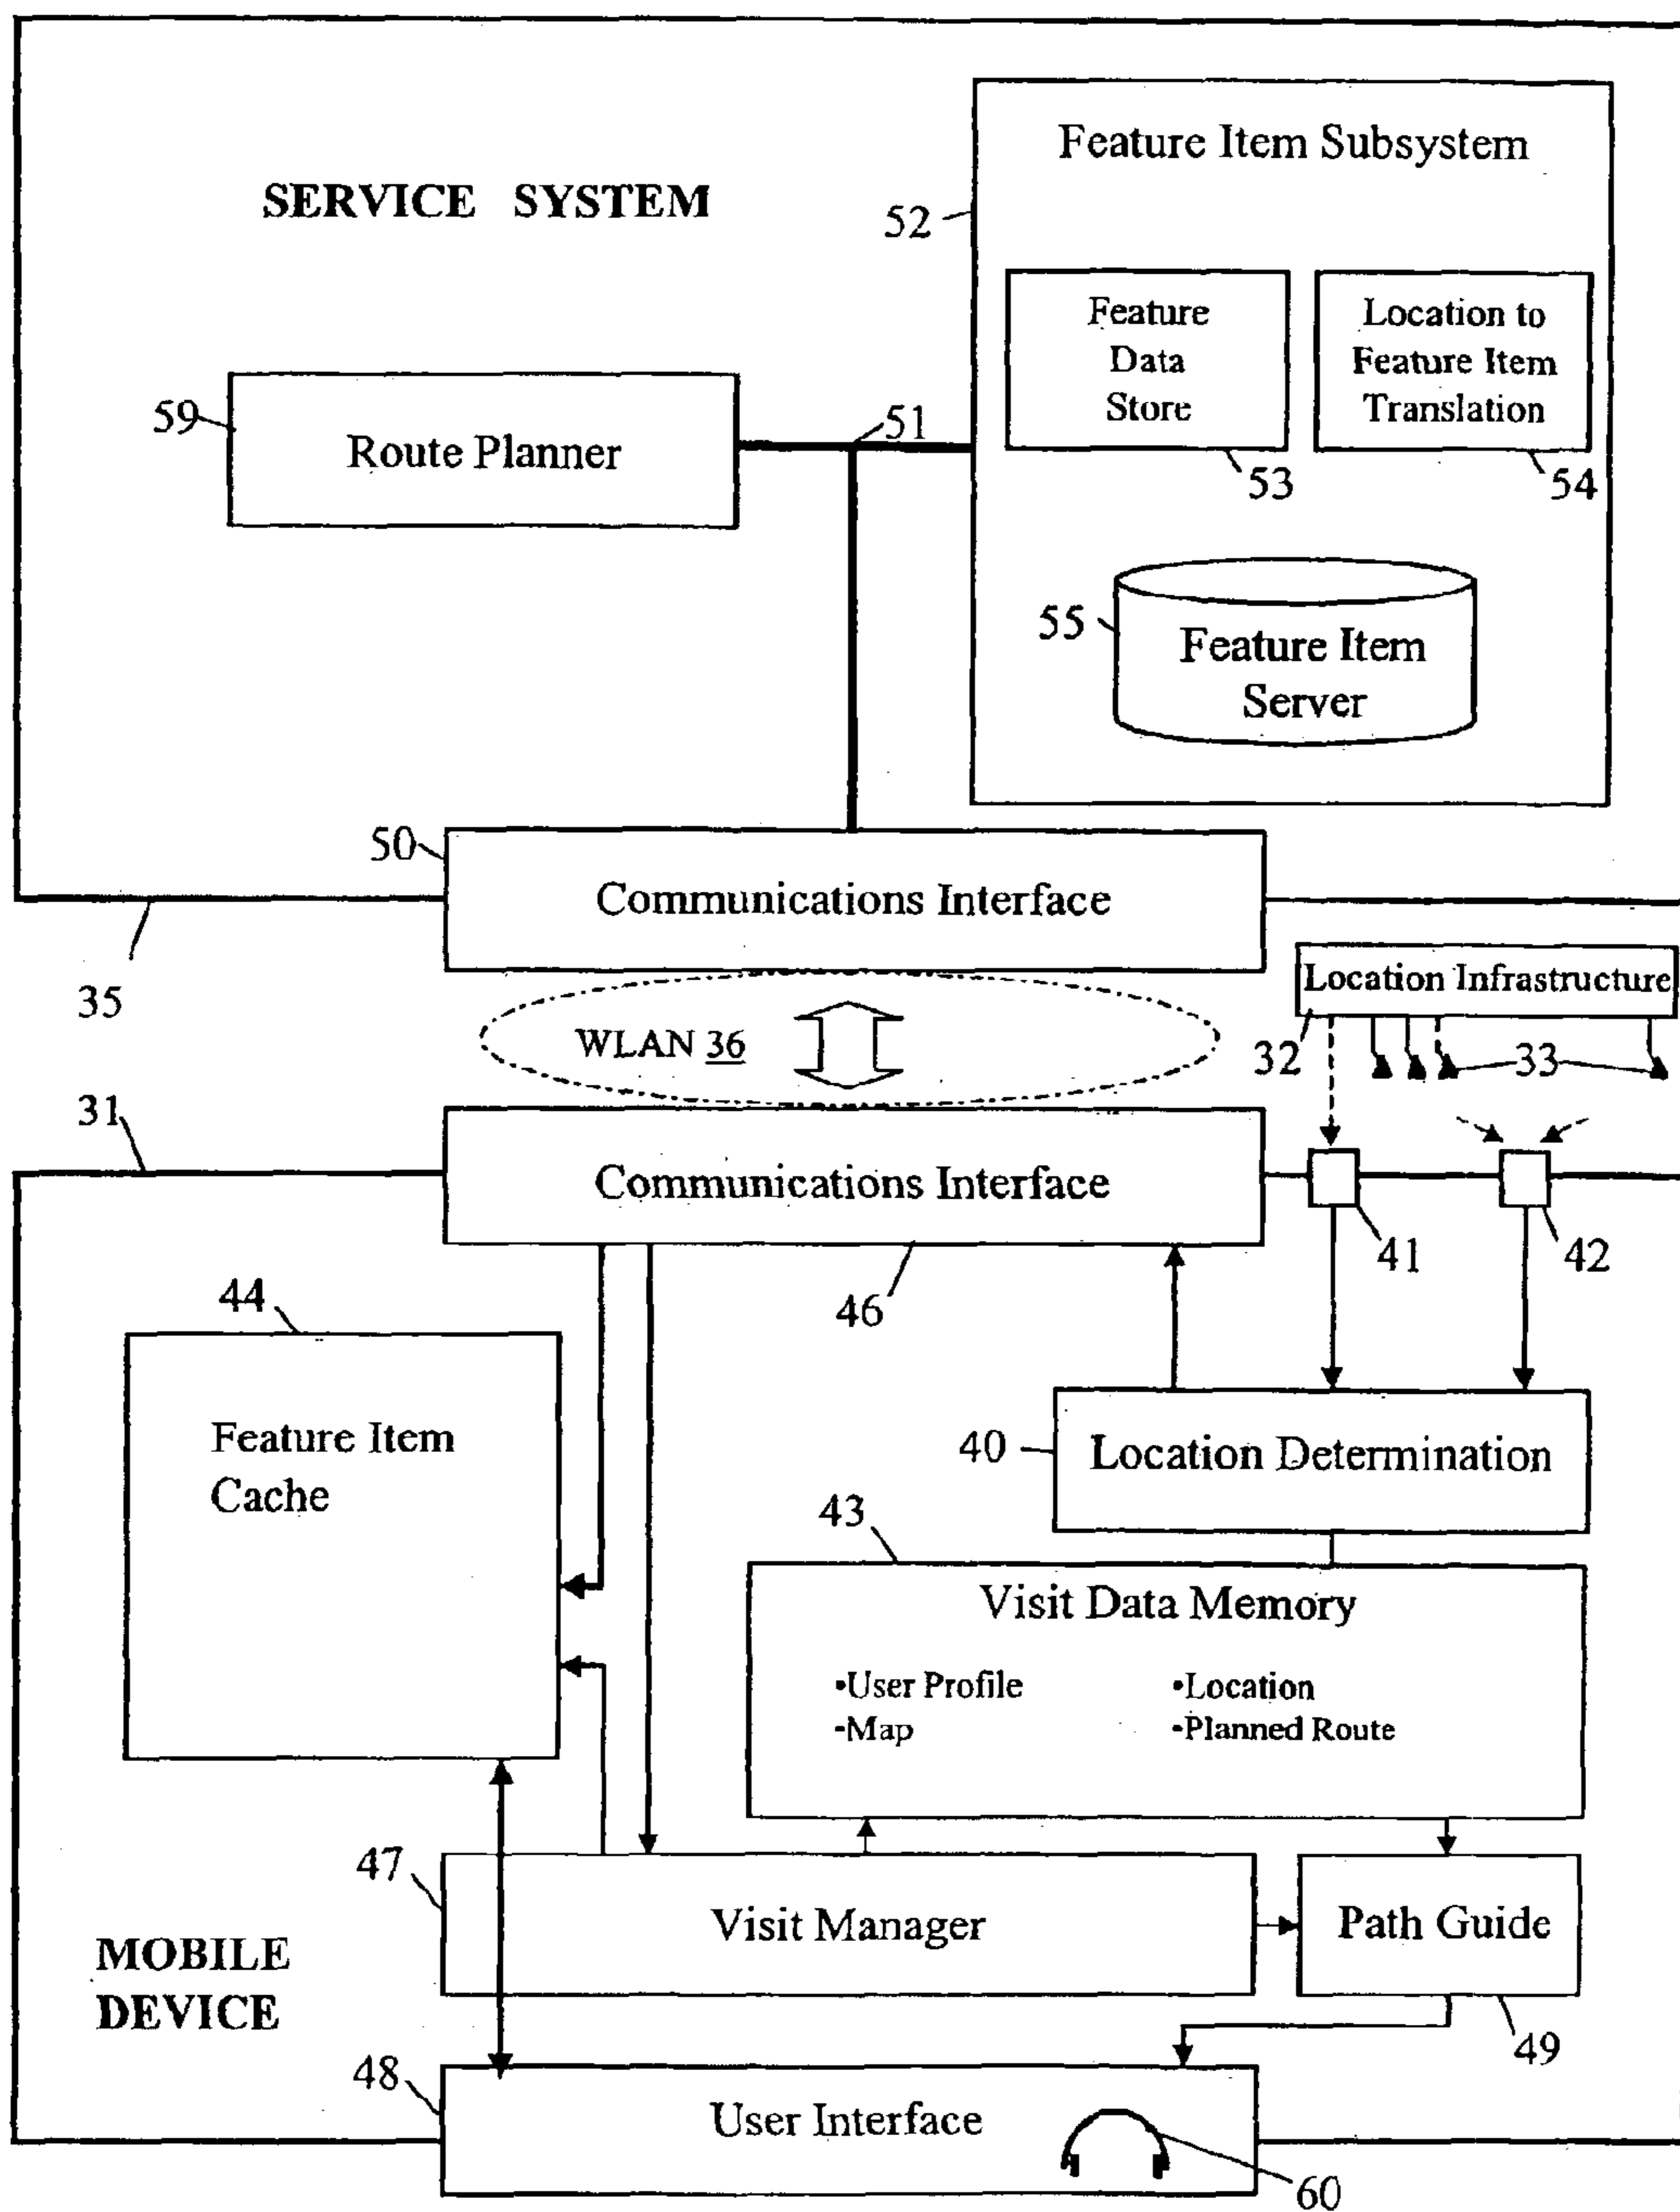 Feature Item Subsystem
SERVICE SYSTEM
52
Feature
Data
Store
Location to
Feature Item
Translation
59
Route Planner
51
53
54
55
Feature Item
Server
50
Communications Interface
35
Location Infrastructure
WLAN 36
32
33
31
Communications Interface
41
42
44
46
Feature Item
Cache
40
Location Determination
43
Visit Data Memory
•User Profile
•Location
-Map
•Planned Route
47
Visit Manager
Path Guide
MOBILE
DEVICE
49
48
User Interface
60